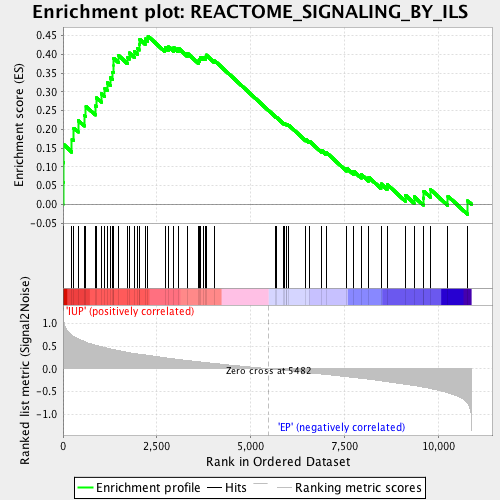 Enrichment plot: REACTOME_SIGNALING_BY_ILS
Enrichment score (ES)
0.45
0.40
0.35
0.30
0.25
0.20
0.15
0.10
0.05
0.00
-0.05
'IUP' (positively correlated)
Ranked list metric (Signal2Noise)
1.0
0.5
0.0
-0.5
-1.0
Zero cross at 5482
'EP' (negatively correlated)
0
2,500
5,000
7,500
10,000
Rank in Ordered Dataset
Enrichment profile
Hits
Ranking metric scores